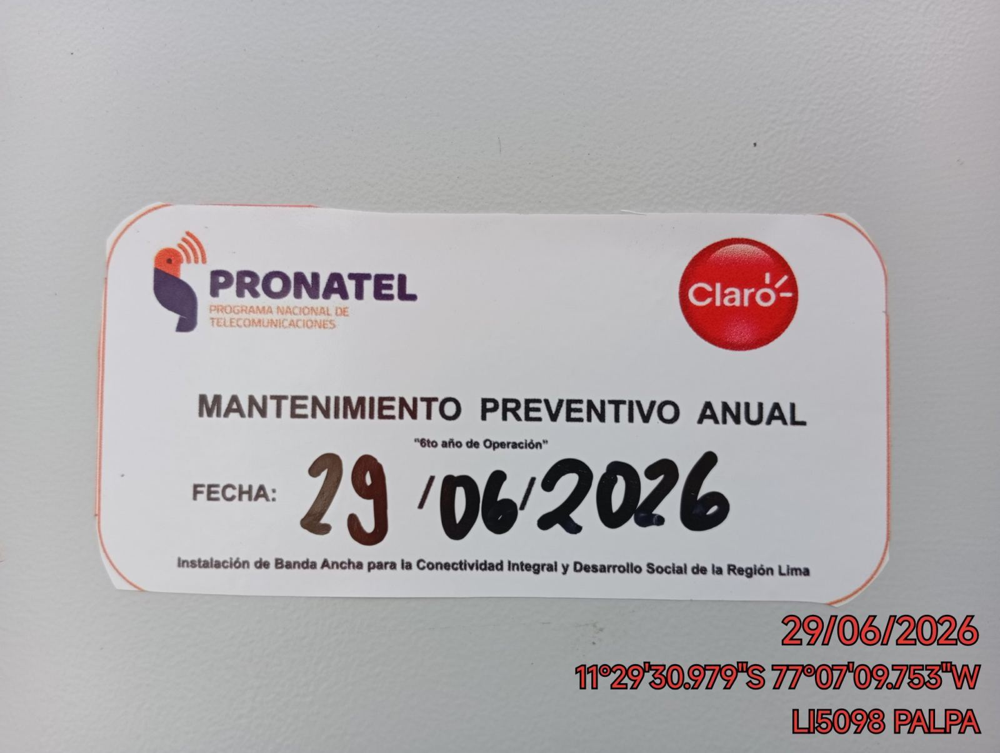 PRONATEL
PROGRAMA NACIONAL DE
TELECOMUNICACIONES
Claro
MANTENIMIENTO PREVENTIVO ANUAL
"6to año de Operación"
FECHA: 29/06/2026
Instalación de Banda Ancha para la Conectividad Integral y Desarrollo Social de la Región Lima
29/06/2026
11°29'30.979"S 77°07'09.753"W
LI5098 PALPA